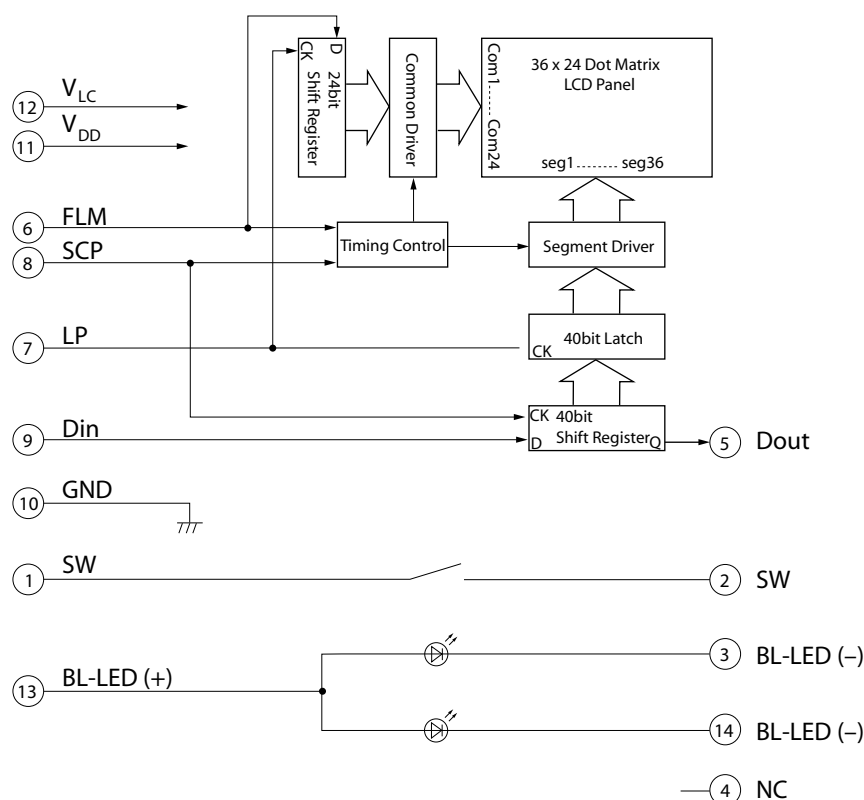 CK D 24bit
Shift Register
Common Driver
Com1........Com24
36 x 24 Dot Matrix
LCD Panel
seg1......... seg36
12 VLC
11 VDD
6 FLM
8 SCP
Timing Control
Segment Driver
7 LP
CK 40bit Latch
9 Din
CK 40bit
D Shift Register Q
5 Dout
10 GND
1 SW
2 SW
13 BL-LED (+)
3 BL-LED (–)
14 BL-LED (–)
4 NC